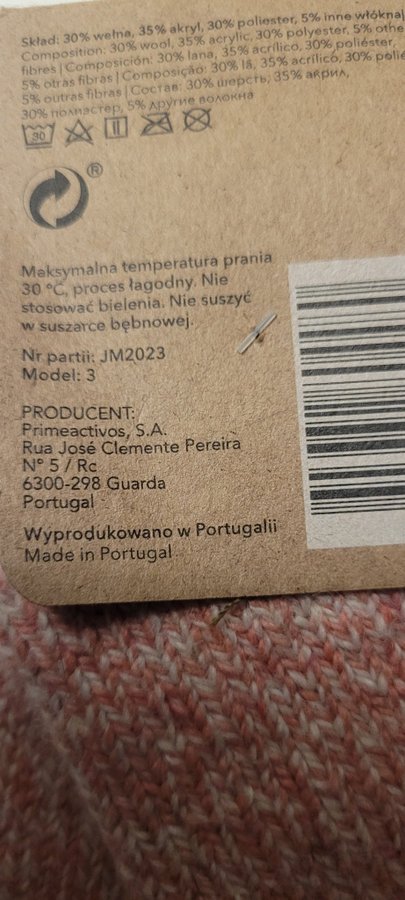 Skład: 30% wełna, 35% akryl, 30% poliester, 5% inne włókna
Composition: 30% wool, 35% acrylic, 30% polyester, 5% other
fibres | Composición: 30% lana, 35% acrílico, 30% poliéster,
5% otras fibras | Composição: 30% lã, 35% acrílico, 30%
5% outras fibras | Состав: 30% шерсть, 35% акрил,
30% полиэстер, 5% другие волокна
30
®
Maksymalna temperatura prania
30 °C, proces łagodny. Nie
stosować bielenia. Nie suszyć
w suszarce bębnowej.
Nr partii: JM2023
Model: 3
PRODUCENT:
Primeactivos, S.A.
Rua José Clemente Pereira
Nº 5 / Rc
6300-298 Guarda
Portugal
Wyprodukowano w Portugalii
Made in Portugal